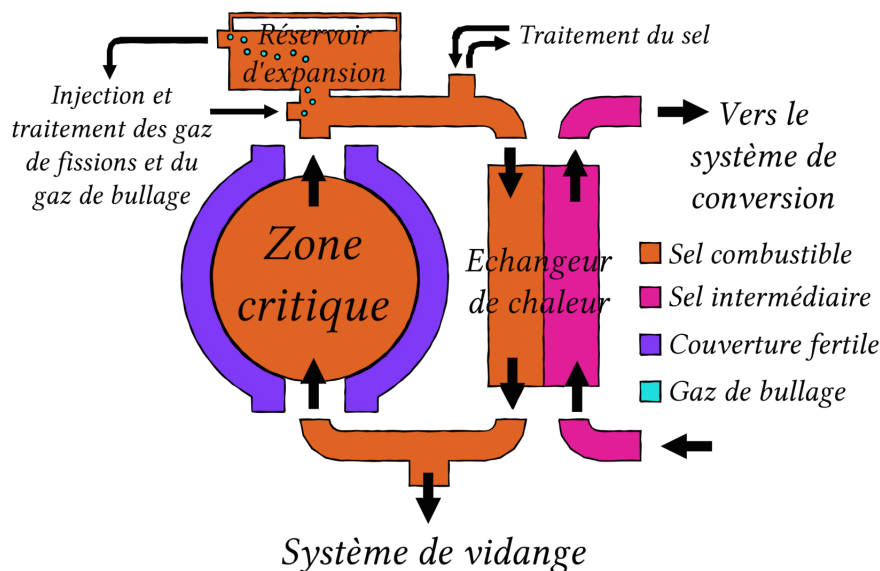 Réservoir
d'expansion
Traitement du sel
Injection et
traitement des gaz
de fissions et du
gaz de bullage
Vers le
système de
conversion
Zone
critique
Echangeur
de chaleur
Sel combustible
Sel intermédiaire
Couverture fertile
Gaz de bullage
Système de vidange